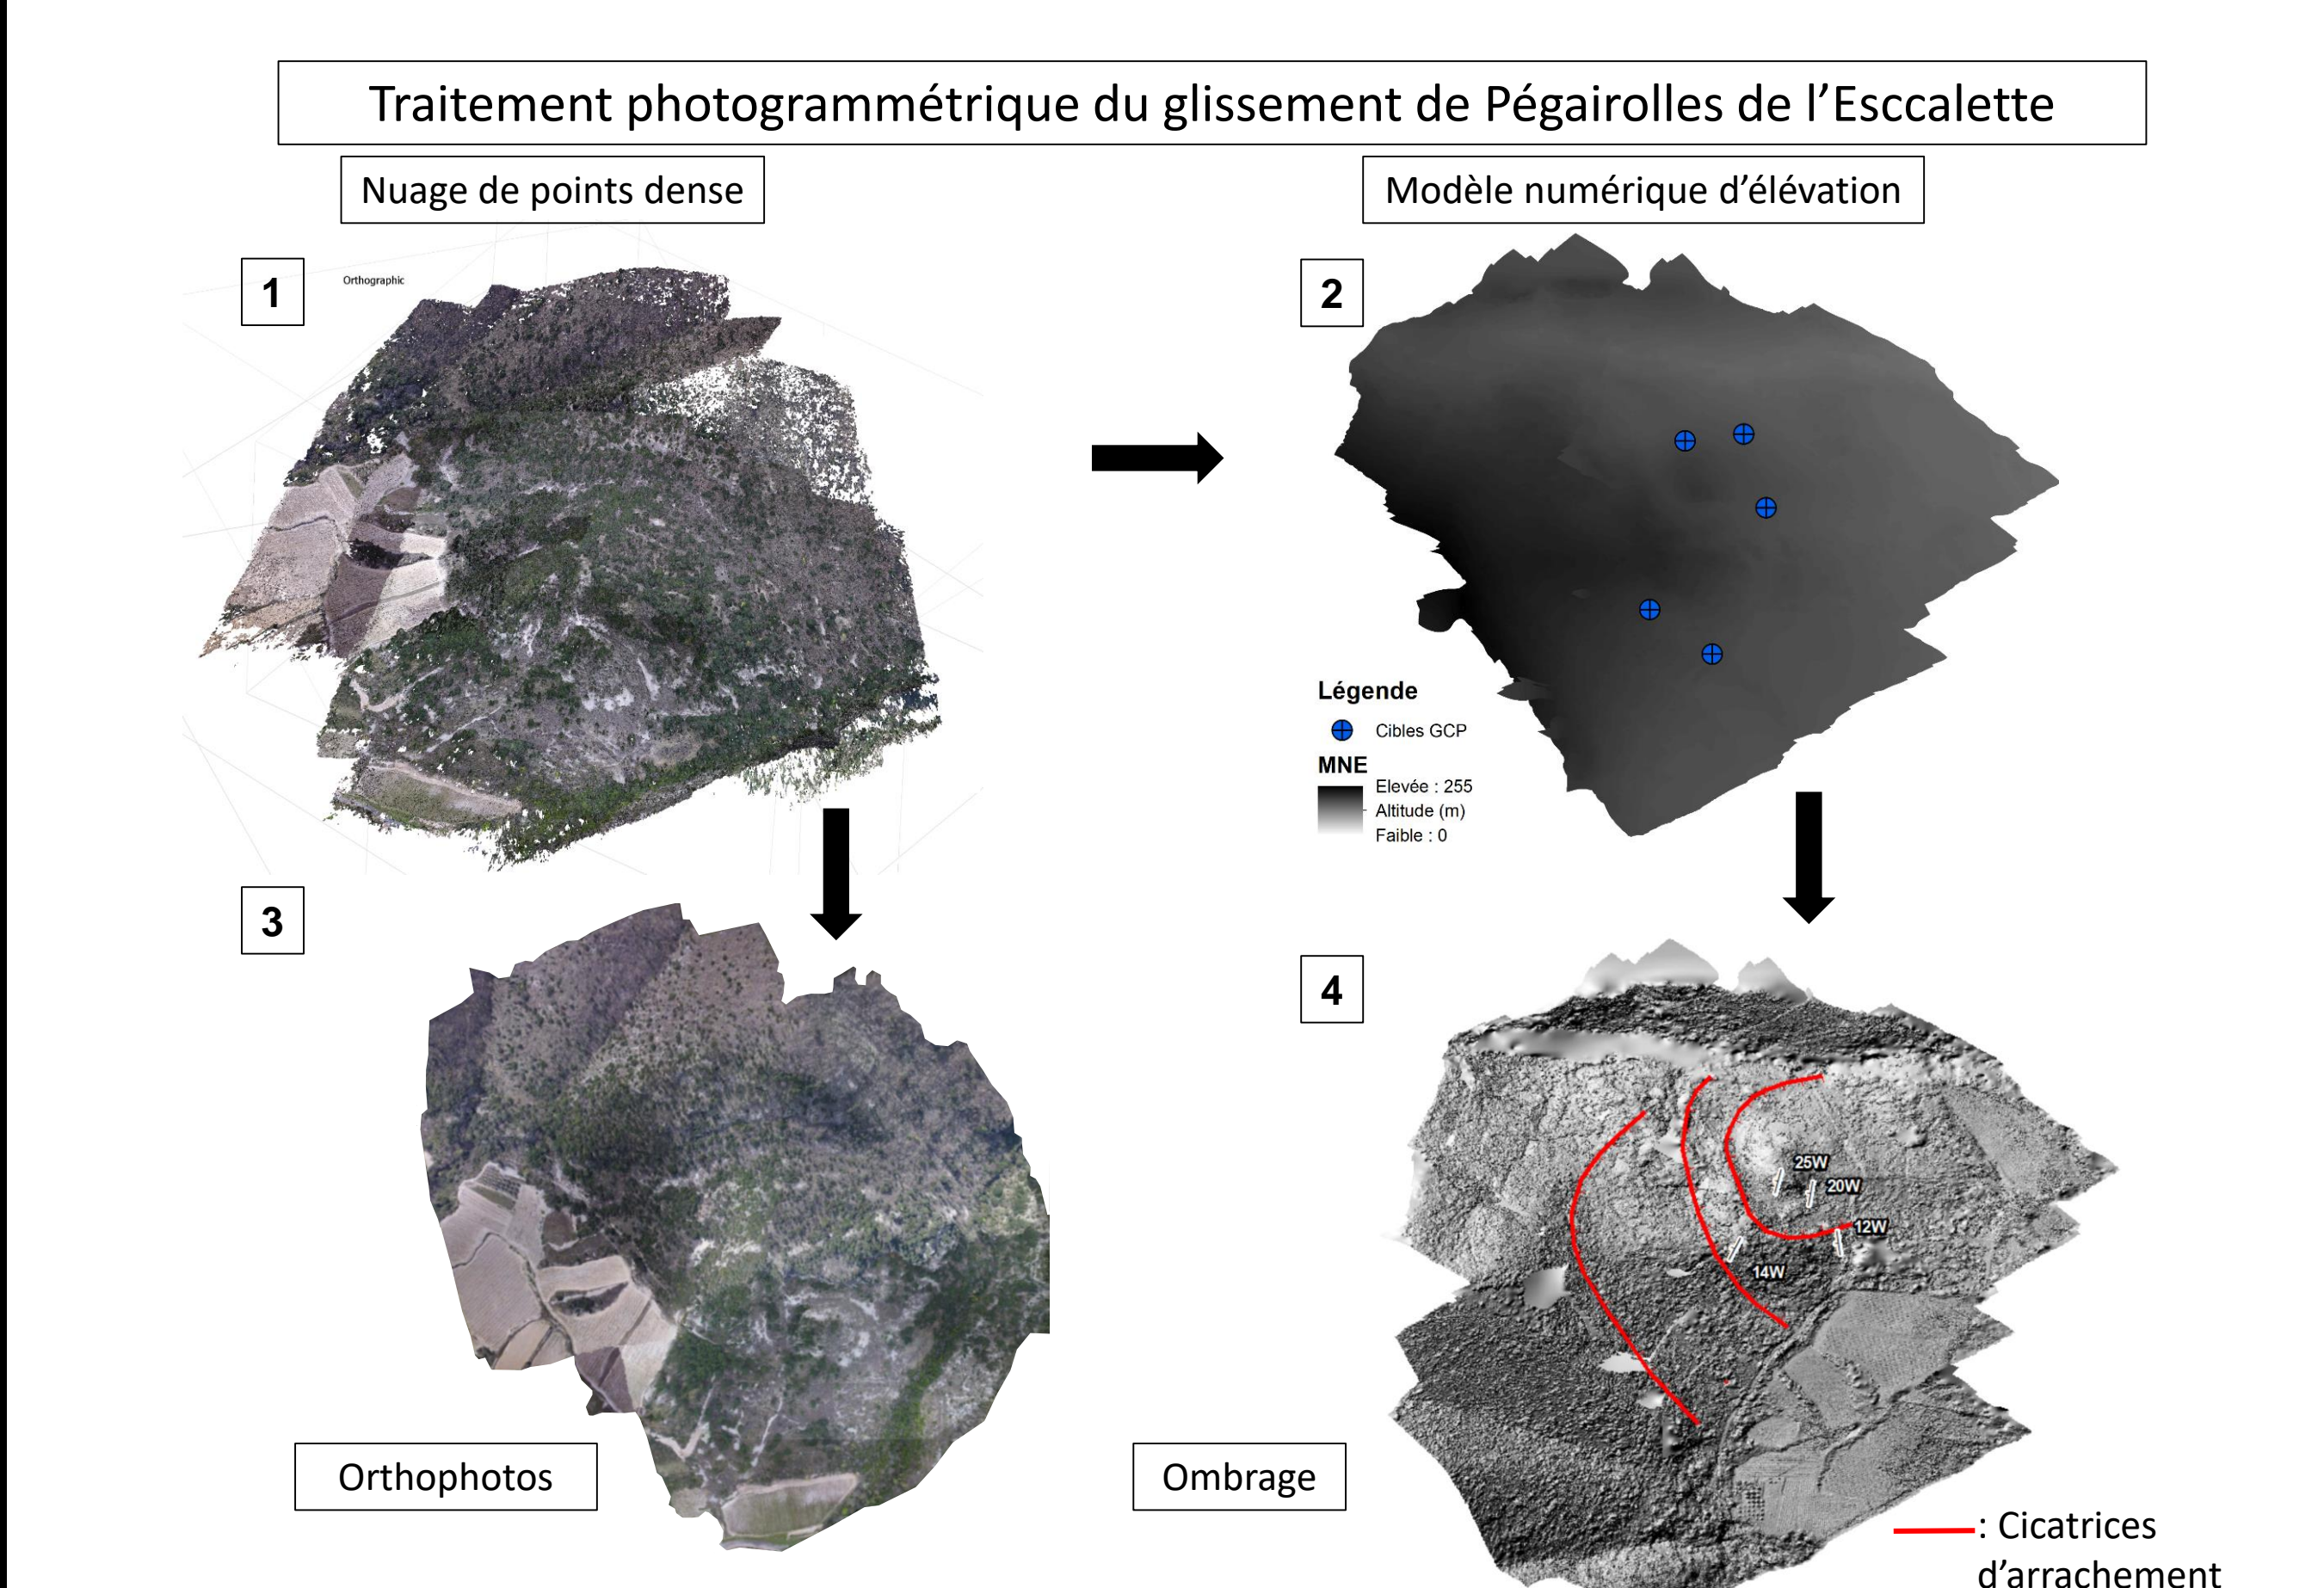 Traitement photogrammétrique du glissement de Pégairolles de l’Esccalette
Nuage de points dense
Modèle numérique d’élévation
1
Orthographic
2
Légende
Cibles GCP
MNE
Elevée : 255
Altitude (m)
Faible : 0
3
4
25W
20W
12W
14W
Orthophotos
Ombrage
: Cicatrices
d’arrachement